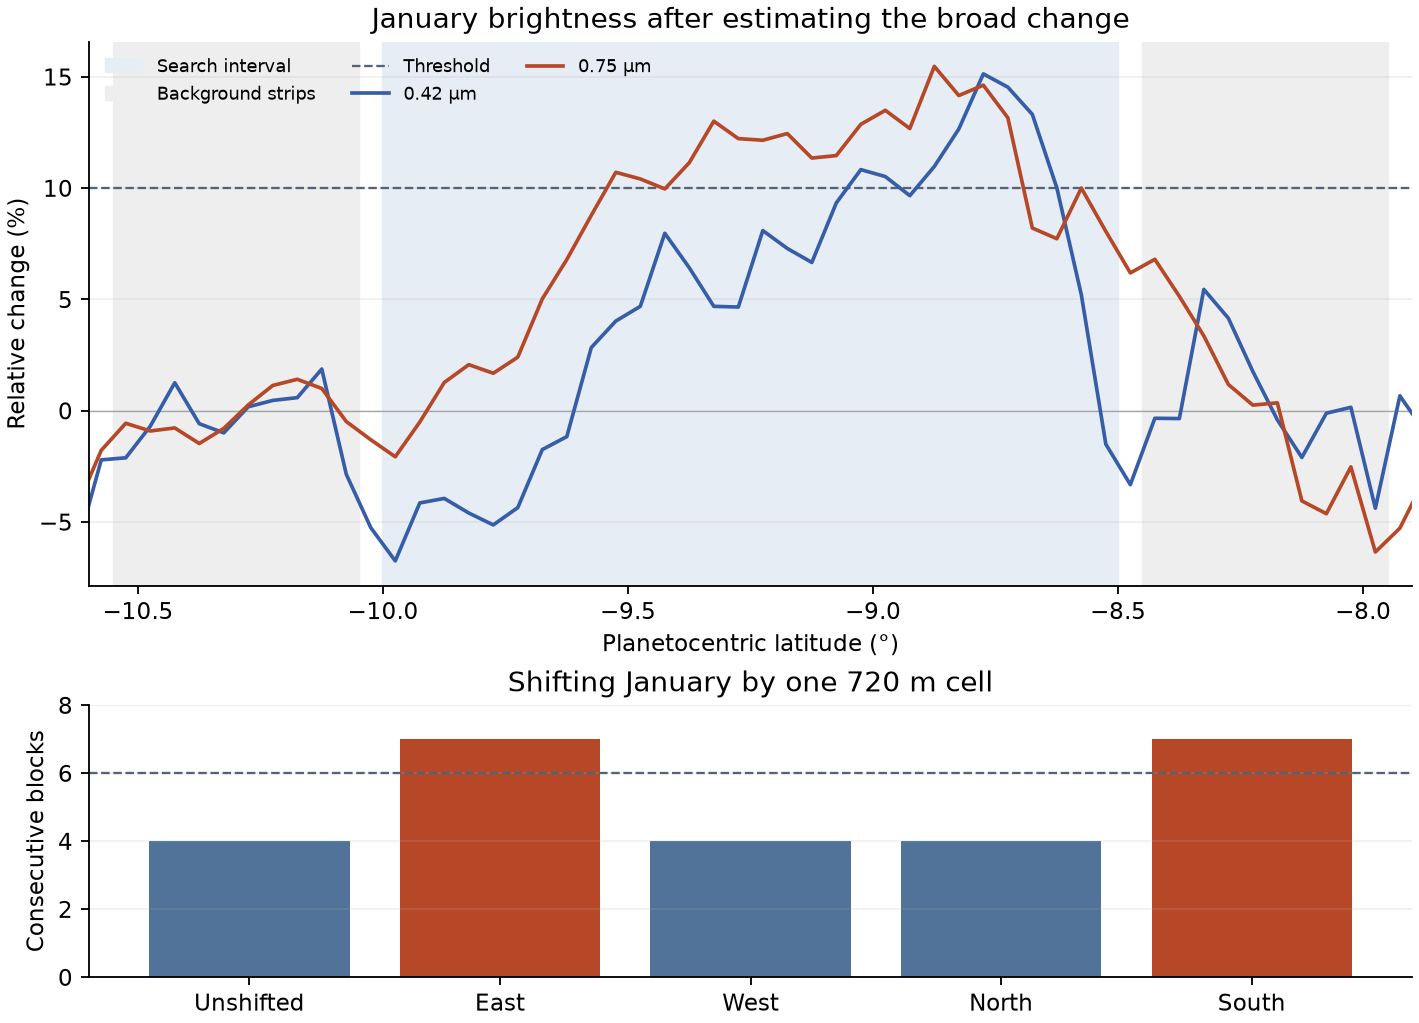 January brightness after estimating the broad change
Search interval
Background strips
Threshold
0.42 µm
0.75 µm
Relative change (%)
15
10
5
0
−5
−10.5
−10.0
−9.5
−9.0
−8.5
−8.0
Planetocentric latitude (°)
Shifting January by one 720 m cell
Consecutive blocks
8
6
4
2
0
Unshifted
East
West
North
South